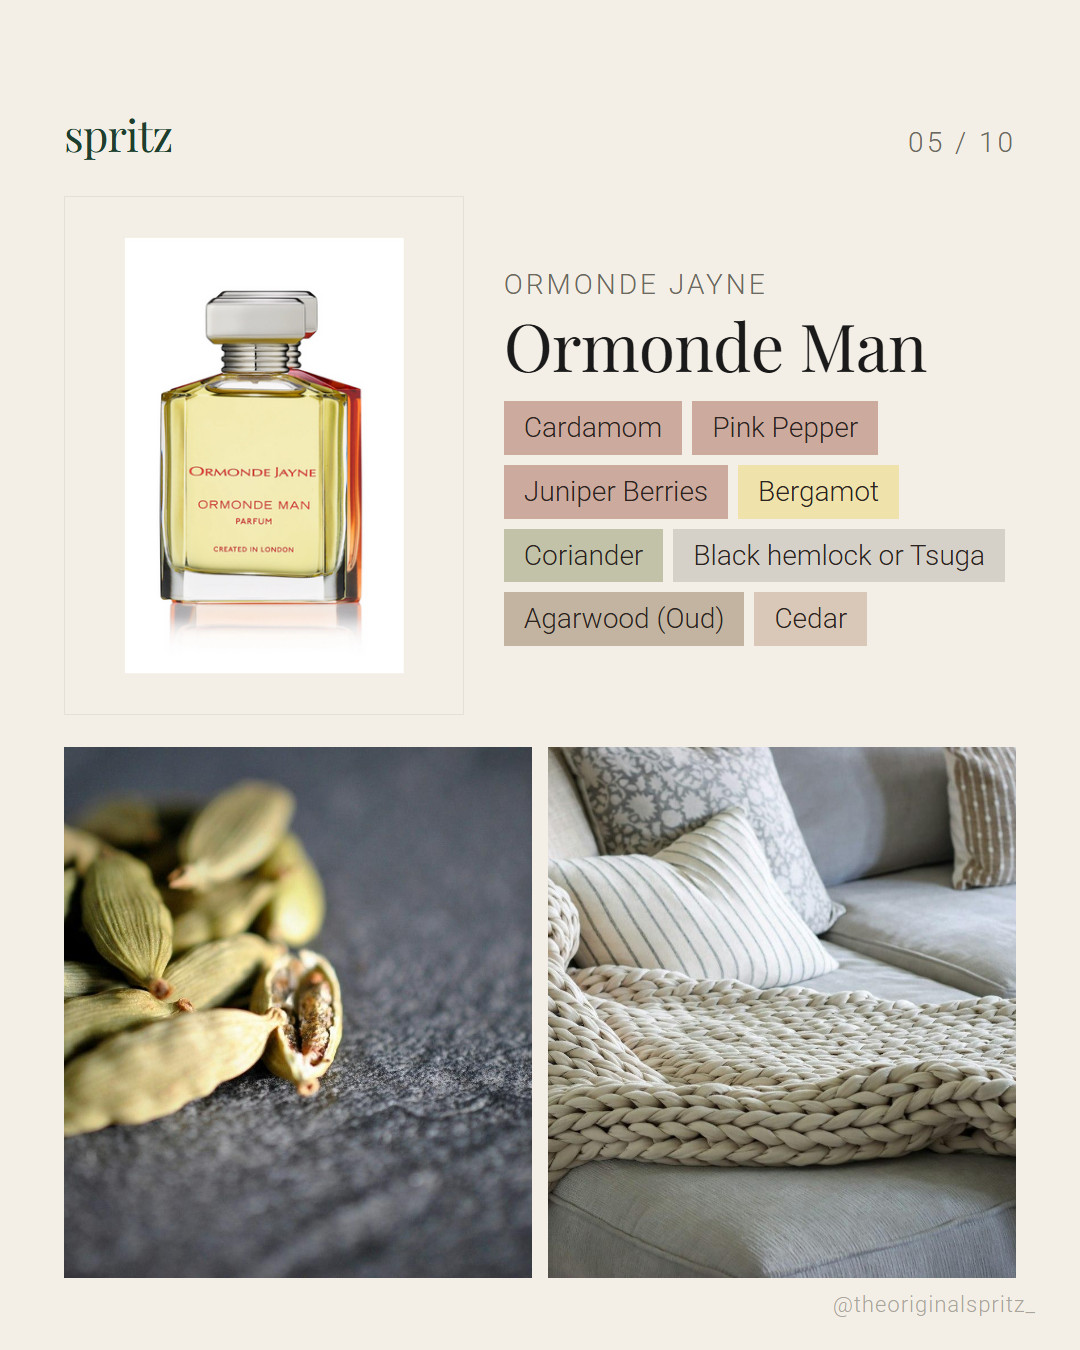 spritz
05 / 10
ORMONDE JAYNE
Ormonde Man
Cardamom
Pink Pepper
Juniper Berries
Bergamot
Coriander
Black hemlock or Tsuga
Agarwood (Oud)
Cedar
ORMONDE JAYNE
ORMONDE MAN
PARFUM
CREATED IN LONDON
@theoriginalspritz_